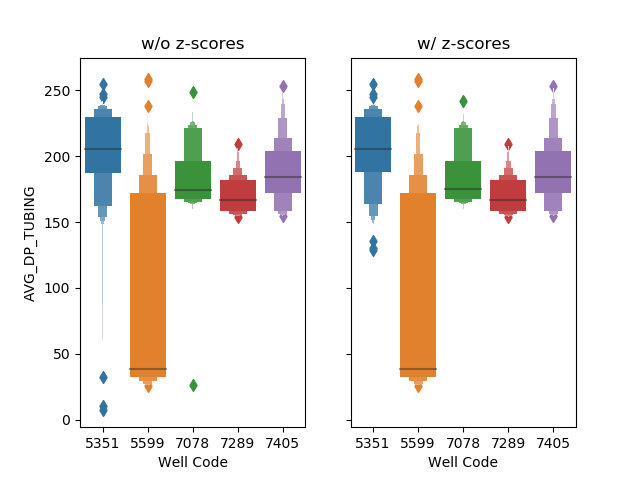 w/o z-scores
w/ z-scores
AVG_DP_TUBING
250
200
150
100
50
0
5351 5599 7078 7289 7405
5351 5599 7078 7289 7405
Well Code
Well Code